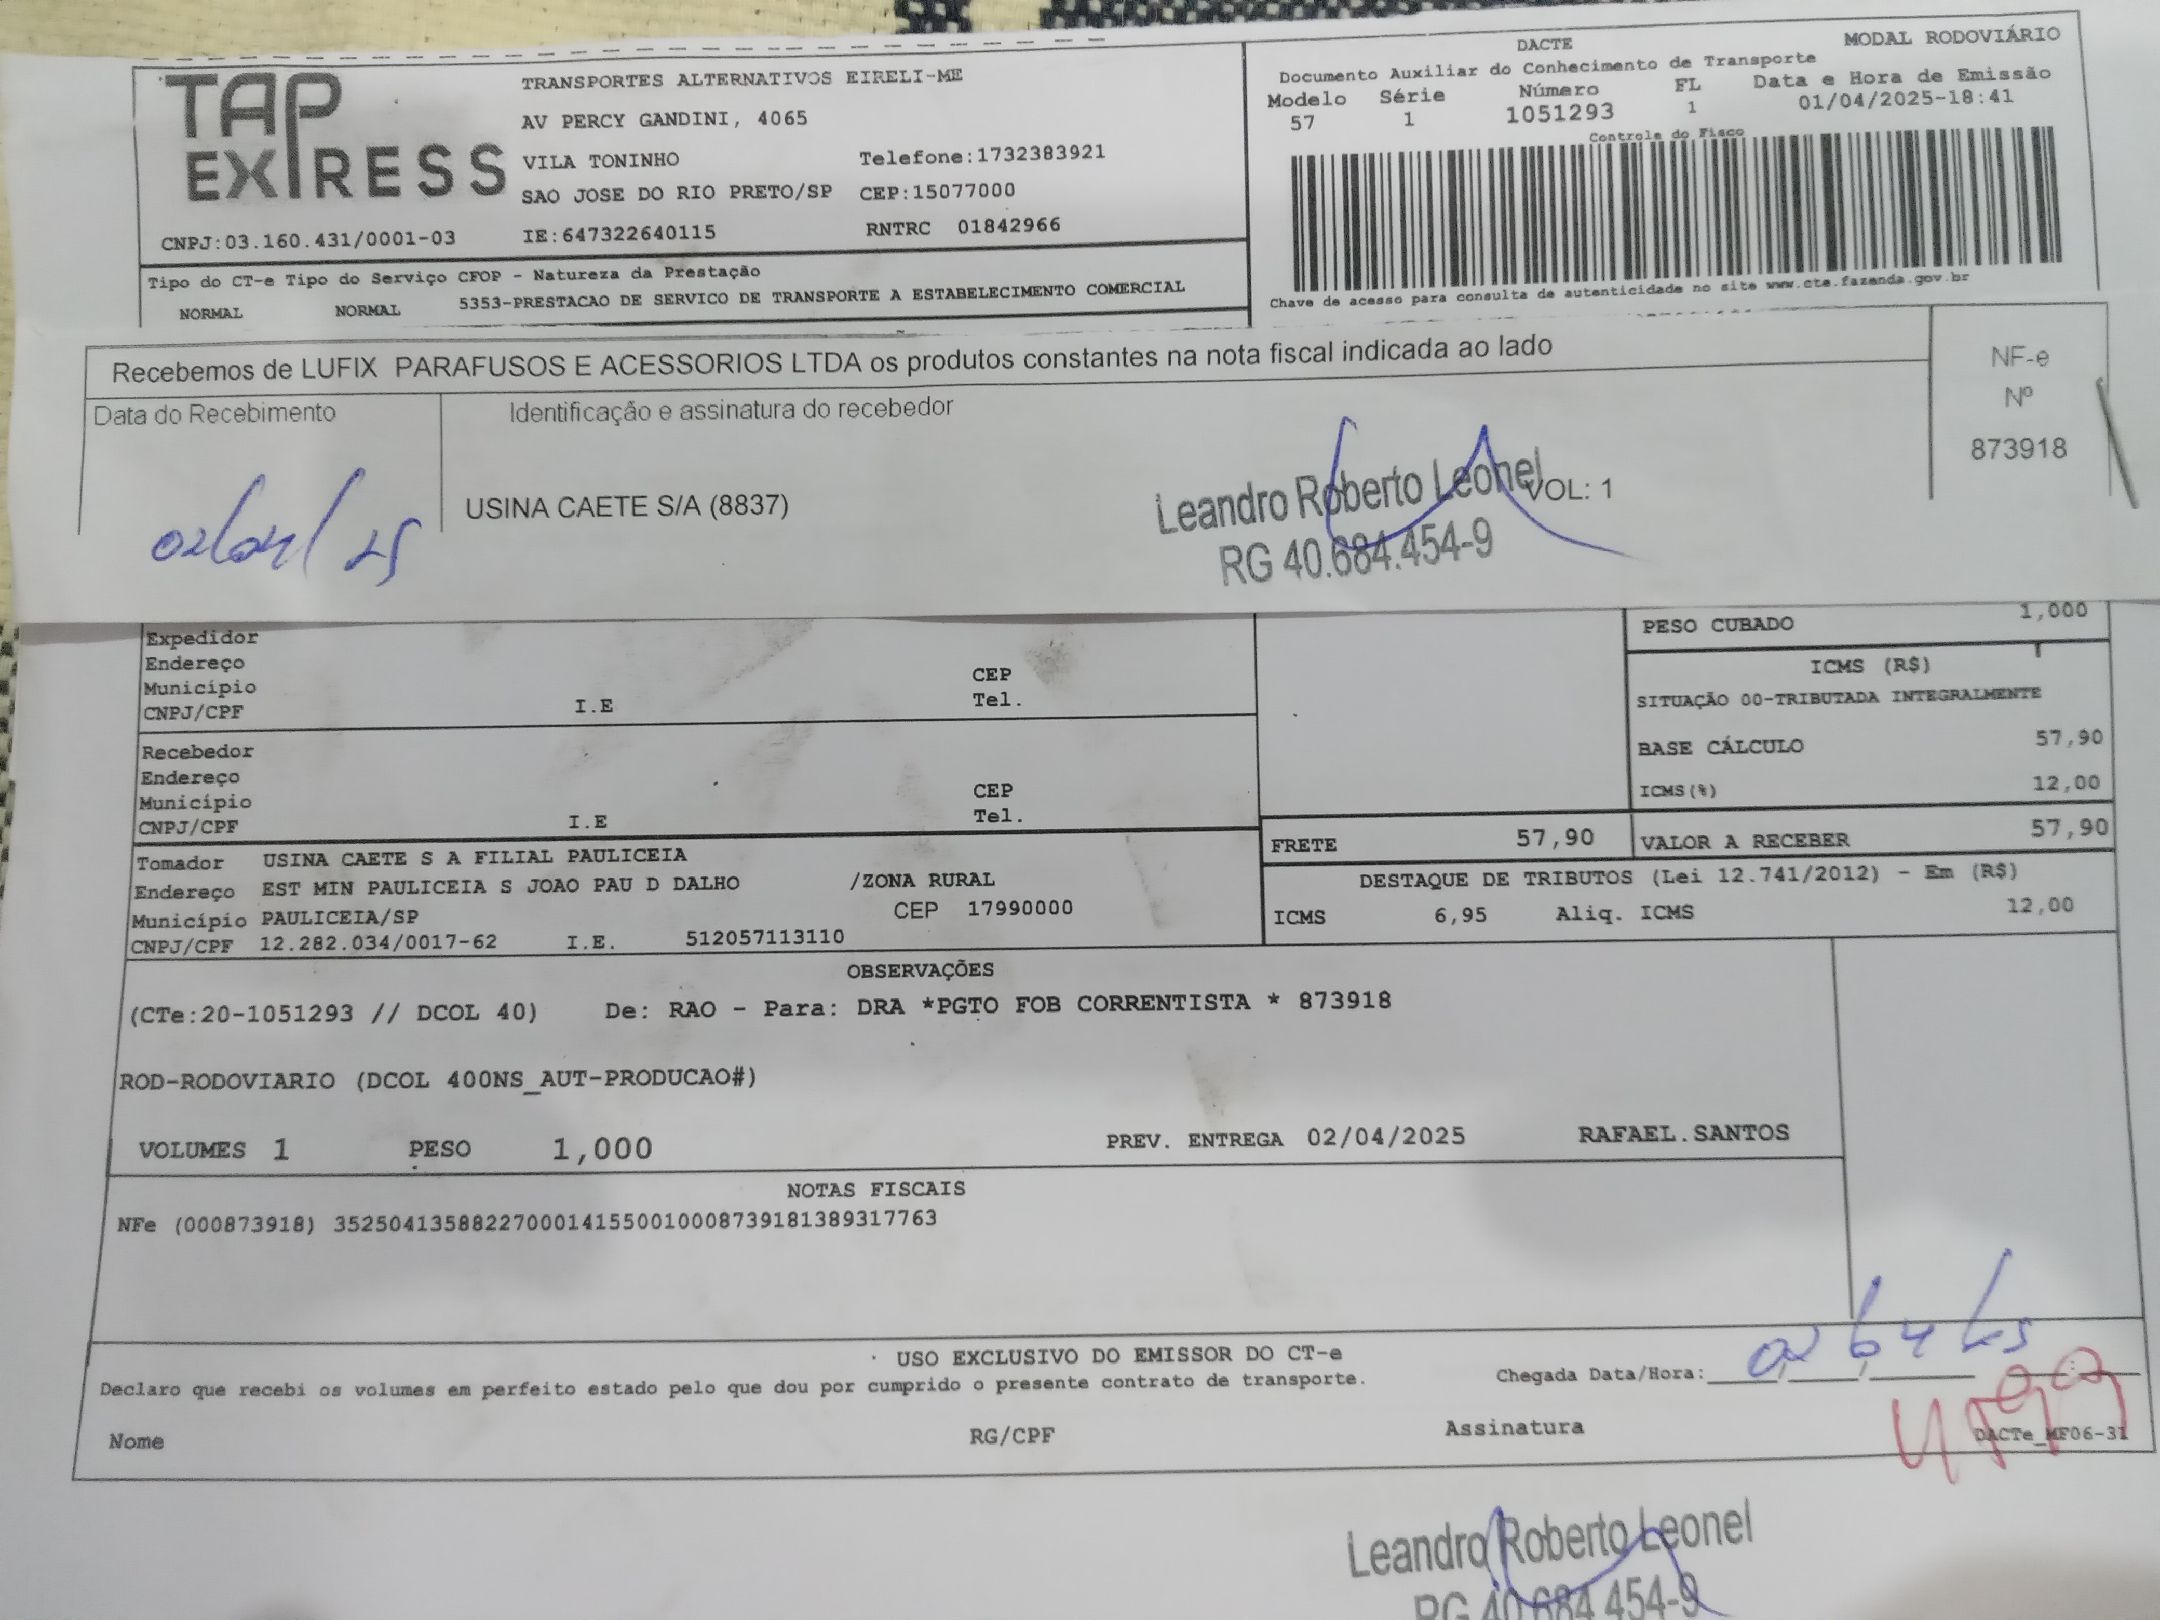 TAP EXPRESS
TRANSPORTES ALTERNATIVOS EIRELI-ME
AV PERCY GANDINI, 4065
VILA TONINHO Telefone:1732383921
SAO JOSE DO RIO PRETO/SP CEP:15077000
CNPJ:03.160.431/0001-03 IE:647322640115 RNTRC 01842966
Tipo do CT-e Tipo do Serviço CFOP - Natureza da Prestação
NORMAL NORMAL 5353-PRESTACAO DE SERVICO DE TRANSPORTE A ESTABELECIMENTO COMERCIAL
DACTE MODAL RODOVIÁRIO
Documento Auxiliar do Conhecimento de Transporte
Modelo Série Número FL Data e Hora de Emissão
57 1 1051293 1 01/04/2025-18:41
Controle do Fisco
Chave de acesso para consulta de autenticidade no site www.cte.fazenda.gov.br
Recebemos de LUFIX PARAFUSOS E ACESSORIOS LTDA os produtos constantes na nota fiscal indicada ao lado
NF-e
Nº
873918
Data do Recebimento Identificação e assinatura do recebedor
02/04/25
USINA CAETE S/A (8837)
Leandro Roberto Leonel VOL: 1
RG 40.684.454-9
Expedidor
Endereço CEP
Município Tel.
CNPJ/CPF I.E
Recebedor
Endereço CEP
Município Tel.
CNPJ/CPF I.E
PESO CUBADO 1,000
ICMS (R$)
SITUAÇÃO 00-TRIBUTADA INTEGRALMENTE
BASE CÁLCULO 57,90
ICMS(%) 12,00
FRETE 57,90 VALOR A RECEBER 57,90
DESTAQUE DE TRIBUTOS (Lei 12.741/2012) - Em (R$)
ICMS 6,95 Aliq. ICMS 12,00
Tomador USINA CAETE S A FILIAL PAULICEIA
Endereço EST MIN PAULICEIA S JOAO PAU D DALHO /ZONA RURAL
Município PAULICEIA/SP CEP 17990000
CNPJ/CPF 12.282.034/0017-62 I.E. 512057113110
OBSERVAÇÕES
(CTe:20-1051293 // DCOL 40) De: RAO - Para: DRA *PGTO FOB CORRENTISTA * 873918
ROD-RODOVIARIO (DCOL 400NS_AUT-PRODUCAO#)
VOLUMES 1 PESO 1,000 PREV. ENTREGA 02/04/2025 RAFAEL.SANTOS
NOTAS FISCAIS
NFe (000873918) 35250413588227000141550010008739181389317763
USO EXCLUSIVO DO EMISSOR DO CT-e
Declaro que recebi os volumes em perfeito estado pelo que dou por cumprido o presente contrato de transporte.
Chegada Data/Hora: 02 04 25
Nome RG/CPF Assinatura DACTe_MF06-31
Leandro Roberto Leonel
RG 40.684.454-9